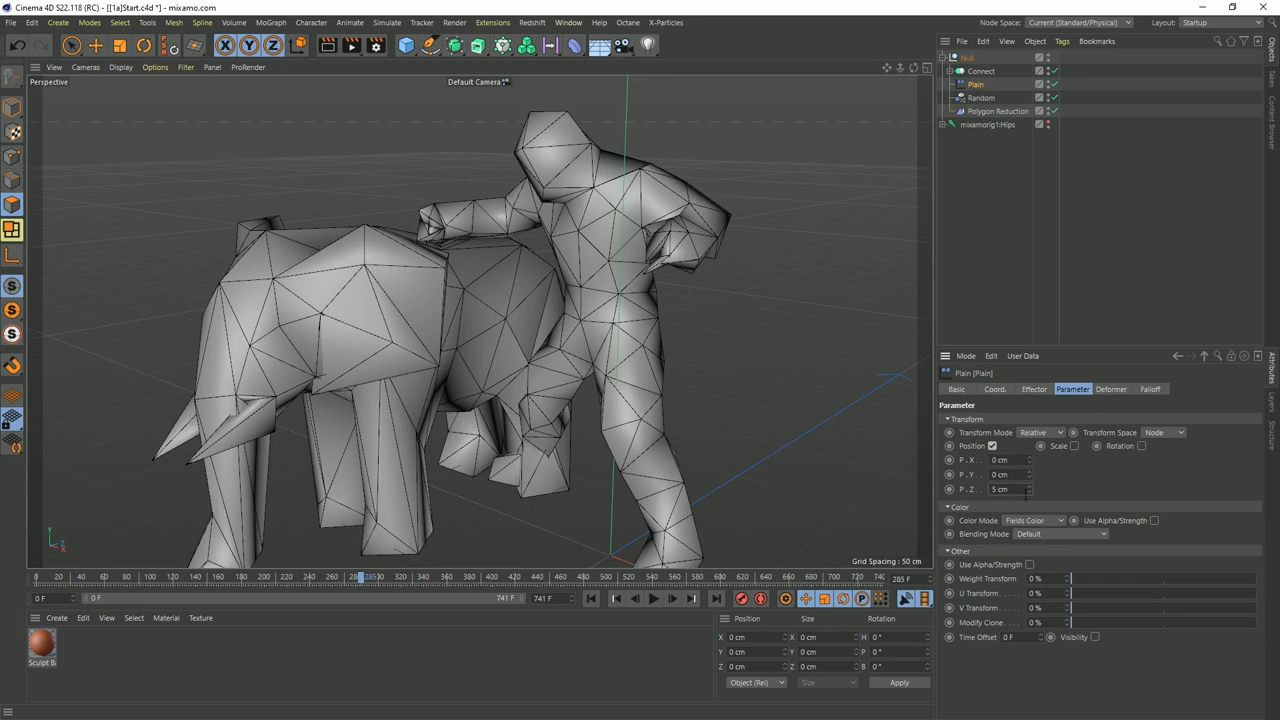 Cinema 4D S22.118 (RC) - [[1a]Start.c4d *] - mixamo.com
File Edit Create Modes Select Tools Mesh Spline Volume MoGraph Character Animate Simulate Tracker Render Extensions Redshift Window Help Octane X-Particles Node Space: Current (Standard/Physical) Layout: Startup
X Y Z
File Edit View Object Tags Bookmarks
View Cameras Display Options Filter Panel ProRender
Perspective
Default Camera
Null
Connect
Plain
Random
Polygon Reduction
mixamorig1:Hips
Objects
Takes
Content Browser
Mode Edit User Data
Plain [Plain]
Basic Coord. Effector Parameter Deformer Falloff
Parameter
Transform
Transform Mode Relative Transform Space Node
Position Scale Rotation
P . X . . 0 cm
P . Y . . 0 cm
P . Z . . 5 cm
Color
Color Mode Fields Color Use Alpha/Strength
Blending Mode Default
Other
Use Alpha/Strength
Weight Transform 0 %
U Transform . . . 0 %
V Transform . . . 0 %
Modify Clone . . . 0 %
Time Offset 0 F Visibility
Attributes
Layers
Structure
Y
Z
X
Grid Spacing : 50 cm
0 20 40 60 80 100 120 140 160 180 200 220 240 260 285 300 320 340 360 380 400 420 440 460 480 500 520 540 560 580 600 620 640 660 680 700 720 740 285 F
0 F 0 F 741 F 741 F
Create Edit View Select Material Texture
Sculpt B
Position Size Rotation
X 0 cm X 0 cm H 0 °
Y 0 cm Y 0 cm P 0 °
Z 0 cm Z 0 cm B 0 °
Object (Rel) Size Apply